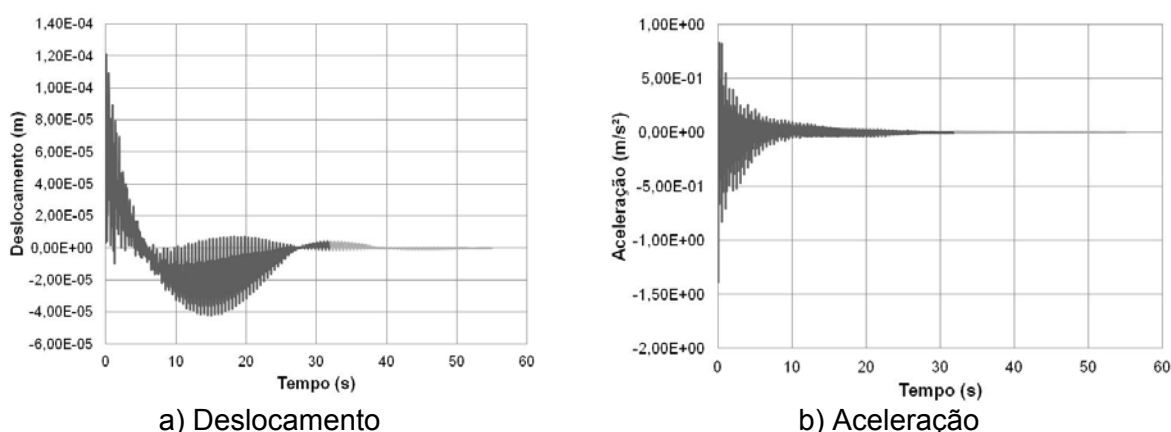 1,40E-04
1,20E-04
1,00E-04
8,00E-05
6,00E-05
4,00E-05
2,00E-05
0,00E+00
-2,00E-05
-4,00E-05
-6,00E-05
Deslocamento (m)
0 10 20 30 40 50 60
Tempo (s)
a) Deslocamento
1,00E+00
5,00E-01
0,00E+00
-5,00E-01
-1,00E+00
-1,50E+00
-2,00E+00
Aceleração (m/s²)
0 10 20 30 40 50 60
Tempo (s)
b) Aceleração